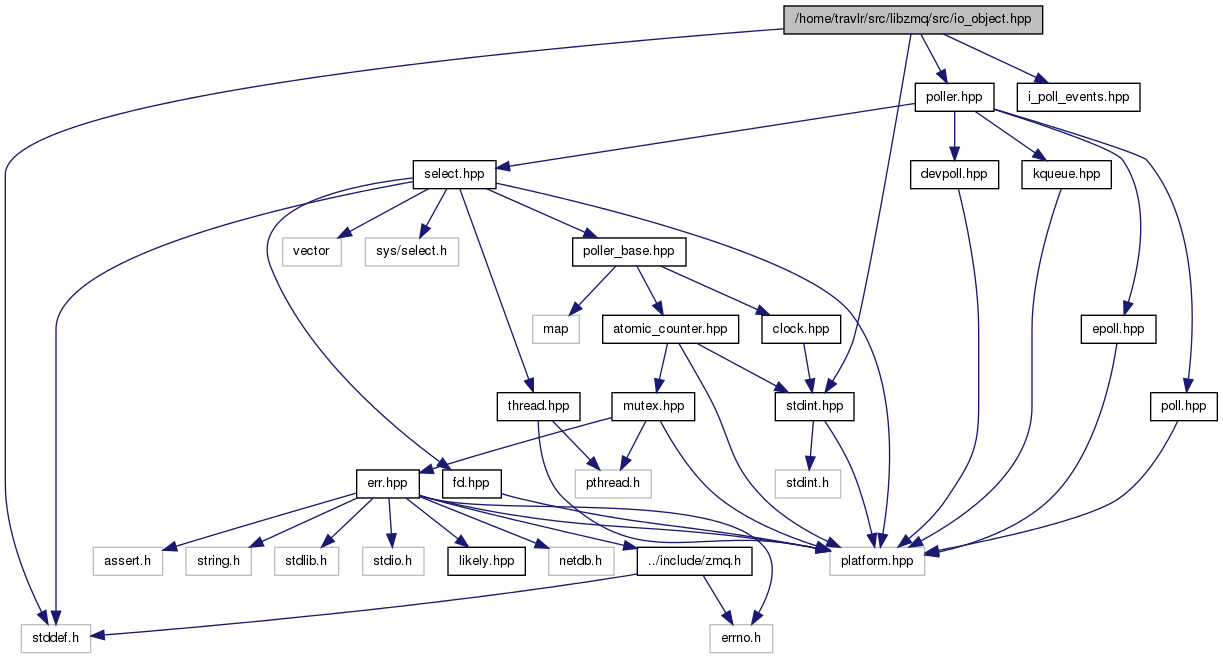 /home/travlr/src/libzmq/src/io_object.hpp
poller.hpp
i_poll_events.hpp
select.hpp
devpoll.hpp
kqueue.hpp
vector
sys/select.h
poller_base.hpp
map
atomic_counter.hpp
clock.hpp
epoll.hpp
thread.hpp
mutex.hpp
stdint.hpp
poll.hpp
err.hpp
fd.hpp
pthread.h
stdint.h
assert.h
string.h
stdlib.h
stdio.h
likely.hpp
netdb.h
../include/zmq.h
platform.hpp
stddef.h
errno.h